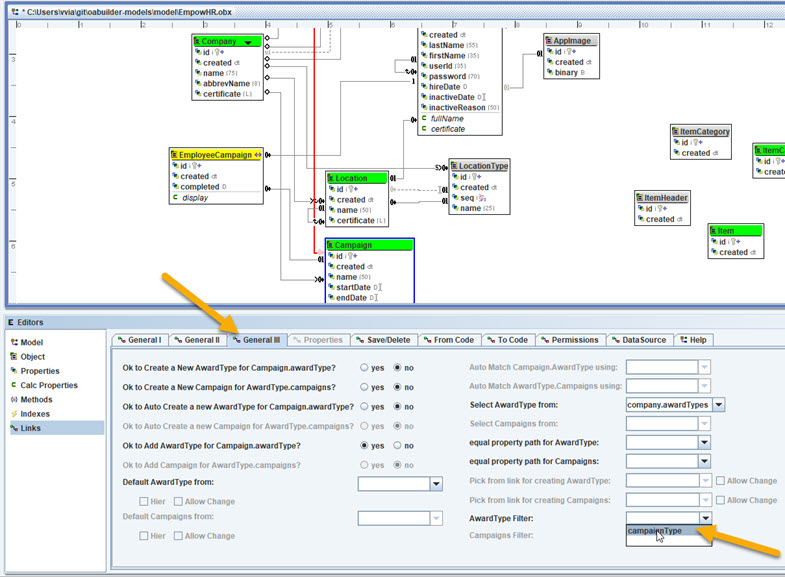 * C:\Users\vvia\git\oabuilder-models\model\EmpowHR.obx
0 1 2 3 4 5 6 7 8 9 10 11 12
3
4
5
6
Company
id
created dt
name (75)
abbrevName (8)
certificate (L)
created dt
lastName (55)
firstName (35)
userId (35)
password (70)
hireDate D
inactiveDate D
inactiveReason (50)
fullName
certificate
AppImage
id
created dt
binary B
ItemCategory
id
created dt
ItemC
id
create
EmployeeCampaign
id
created dt
completed D
display
Location
id
created dt
name (50)
certificate (L)
LocationType
id
created dt
seq
name (25)
ItemHeader
id
created dt
Item
id
created dt
Campaign
id
created dt
name (50)
startDate D
endDate D
Editors
Model
Object
Properties
Calc Properties
Methods
Indexes
Links
General I General II General III Properties Save/Delete From Code To Code Permissions DataSource Help
Ok to Create a New AwardType for Campaign.awardType? yes no
Ok to Create a New Campaign for AwardType.campaigns? yes no
Ok to Auto Create a new AwardType for Campaign.awardType? yes no
Ok to Auto Create a new Campaign for AwardType.campaigns? yes no
Ok to Add AwardType for Campaign.awardType? yes no
Ok to Add Campaign for AwardType.campaigns? yes no
Default AwardType from:
Hier Allow Change
Default Campaigns from:
Hier Allow Change
Auto Match Campaign.AwardType using:
Auto Match AwardType.Campaigns using:
Select AwardType from: company.awardTypes
Select Campaigns from:
equal property path for AwardType:
equal property path for Campaigns:
Pick from link for creating AwardType: Allow Change
Pick from link for creating Campaigns: Allow Change
AwardType Filter:
campaignType
Campaigns Filter: